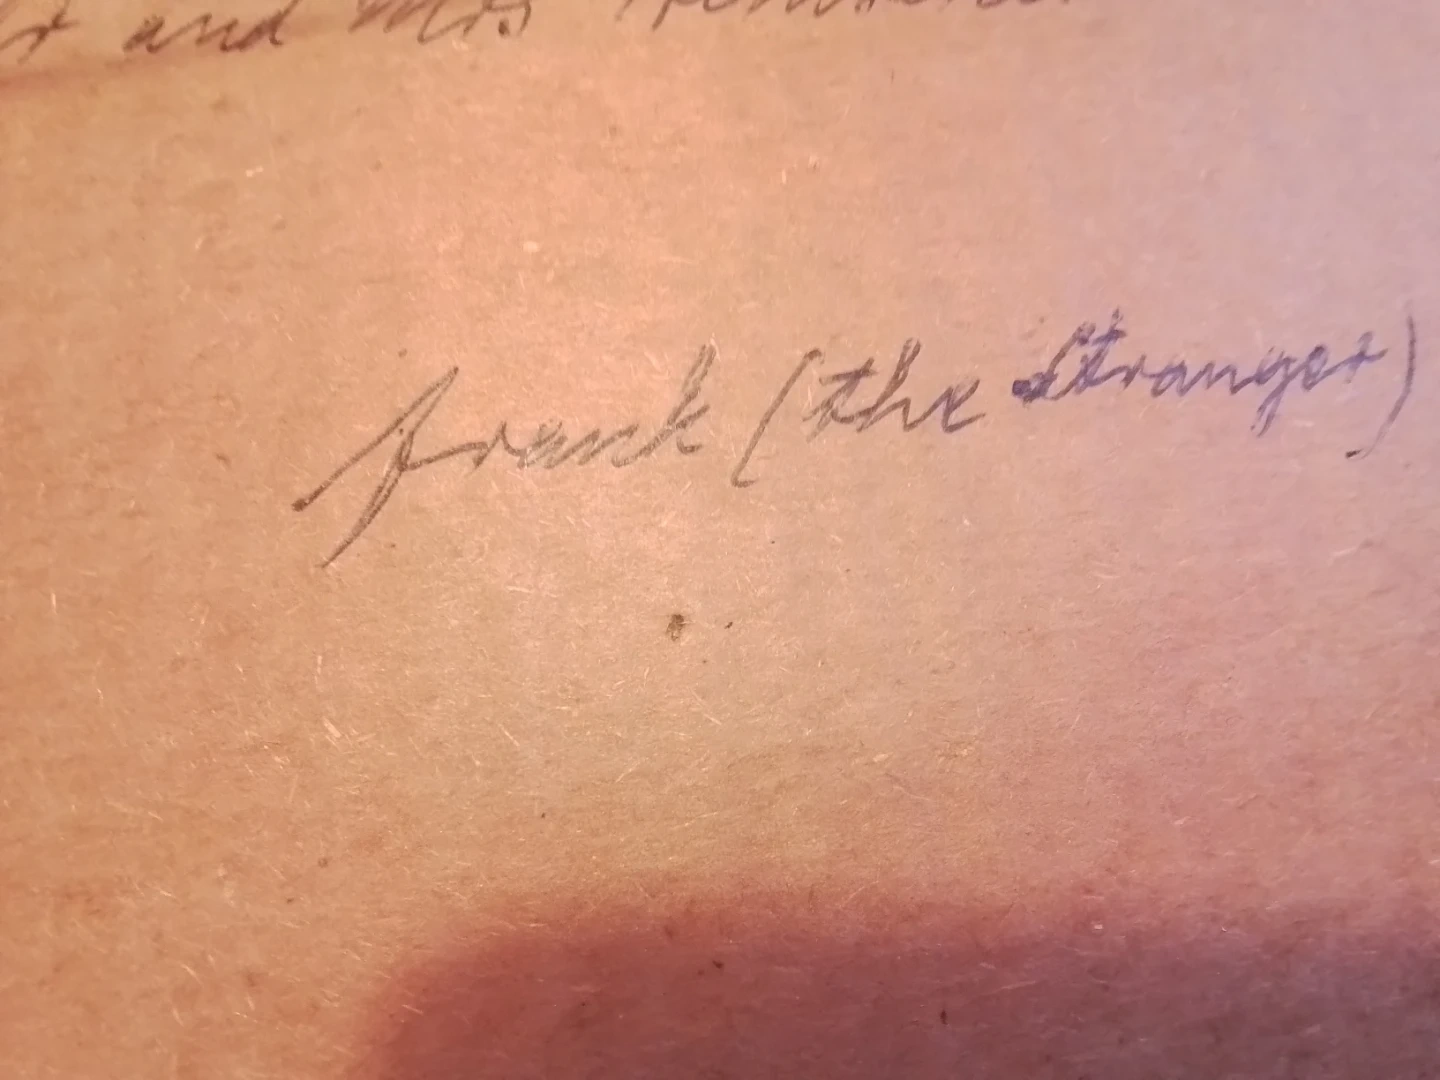 and Mrs
frank (the stranger)